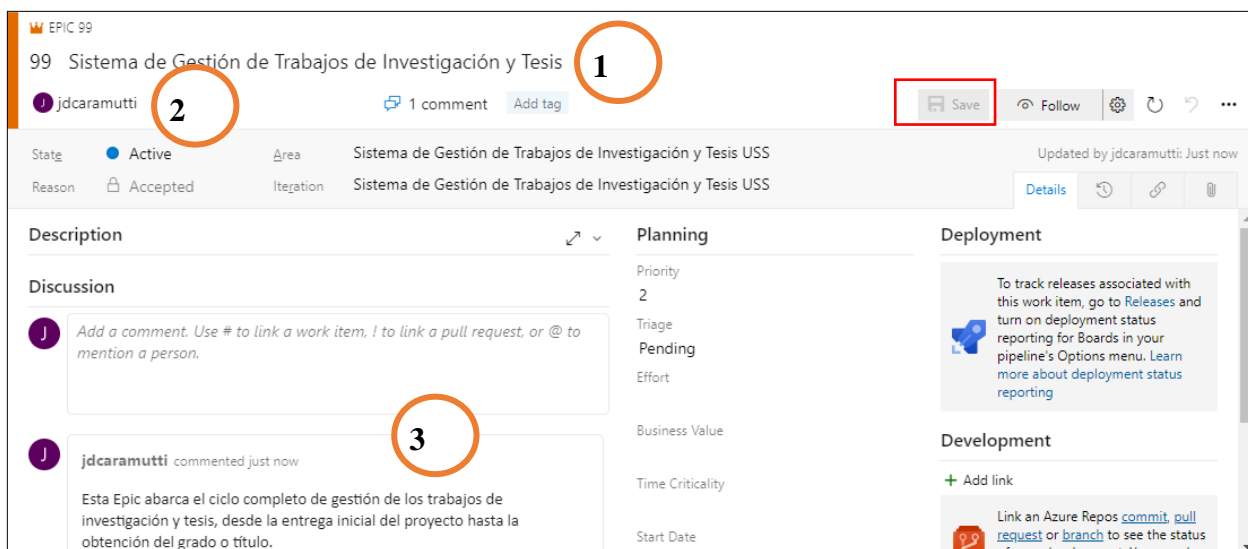 EPIC 99
99 Sistema de Gestión de Trabajos de Investigación y Tesis
1
J jdcaramutti
2
1 comment
Add tag
Save
Follow
State
Active
Area
Sistema de Gestión de Trabajos de Investigación y Tesis USS
Updated by jdcaramutti: Just now
Reason
Accepted
Iteration
Sistema de Gestión de Trabajos de Investigación y Tesis USS
Details
Description
Discussion
J
Add a comment. Use # to link a work item, ! to link a pull request, or @ to
mention a person.
3
J
jdcaramutti commented just now
Esta Epic abarca el ciclo completo de gestión de los trabajos de
investigación y tesis, desde la entrega inicial del proyecto hasta la
obtención del grado o título.
Planning
Priority
2
Triage
Pending
Effort
Business Value
Time Criticality
Start Date
Deployment
To track releases associated with
this work item, go to Releases and
turn on deployment status
reporting for Boards in your
pipeline's Options menu. Learn
more about deployment status
reporting
Development
+ Add link
Link an Azure Repos commit, pull
request or branch to see the status